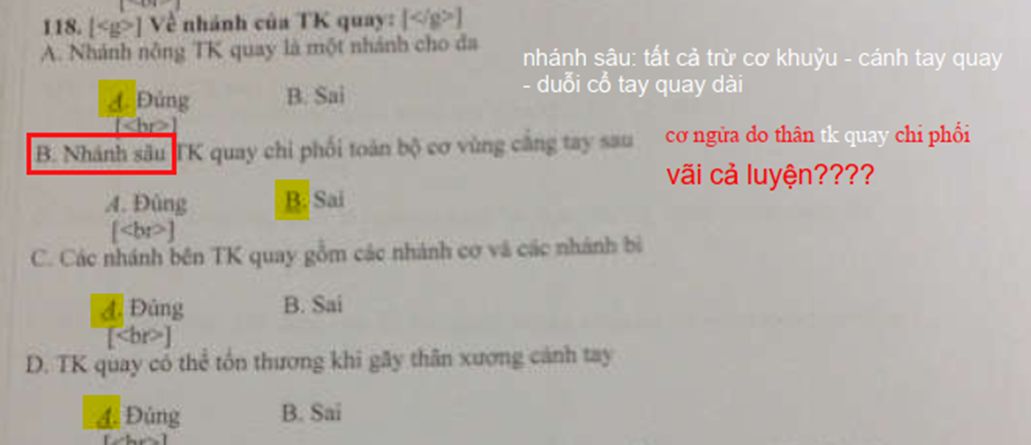 [<br>]
118. [<g>] Về nhánh của TK quay: [</g>]
A. Nhánh nông TK quay là một nhánh cho da
nhánh sâu: tất cả trừ cơ khuỷu - cánh tay quay
- duỗi cổ tay quay dài
A. Đúng B. Sai
[<br>]
B. Nhánh sâu TK quay chi phối toàn bộ cơ vùng cẳng tay sau
cơ ngửa do thân tk quay chi phối
vãi cả luyện????
A. Đúng B. Sai
[<br>]
C. Các nhánh bên TK quay gồm các nhánh cơ và các nhánh bì
A. Đúng B. Sai
[<br>]
D. TK quay có thể tổn thương khi gãy thân xương cánh tay
A. Đúng B. Sai
[<br>]